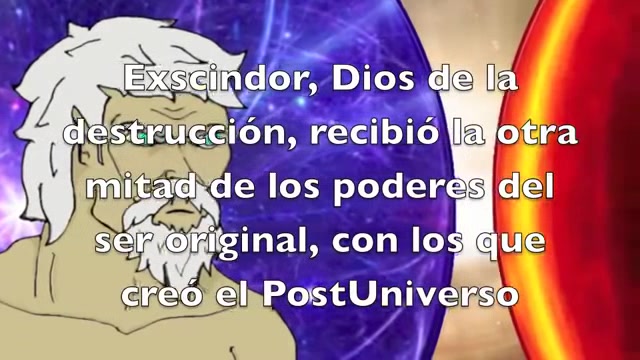 Exscindor, Dios de la
destrucción, recibió la otra
mitad de los poderes del
ser original, con los que
creó el PostUniverso